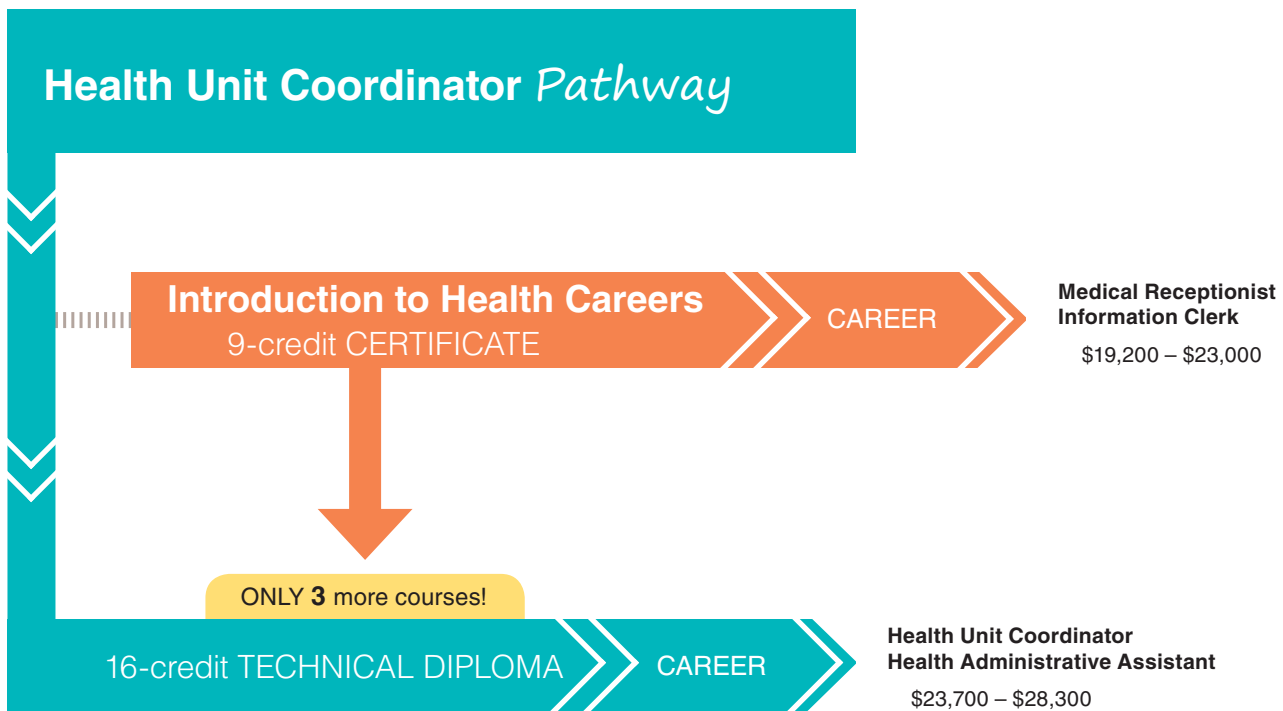 Health Unit Coordinator Pathway
Introduction to Health Careers
9-credit CERTIFICATE
CAREER
Medical Receptionist
Information Clerk
$19,200 – $23,000
ONLY 3 more courses!
16-credit TECHNICAL DIPLOMA
CAREER
Health Unit Coordinator
Health Administrative Assistant
$23,700 – $28,300